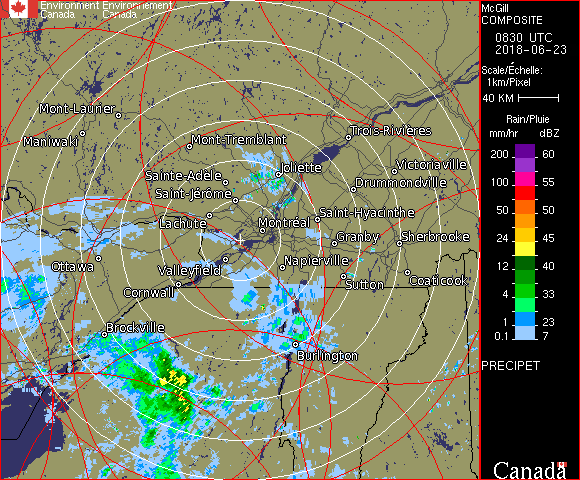 Environment Environnement
Canada Canada
McGill
COMPOSITE
0830 UTC
2018-06-23
Scale/Échelle:
1km/Pixel
40 KM
Rain/Pluie
mm/hr dBZ
200 60
100 55
50 50
24 45
12 40
4 33
1 23
0.1 7
PRECIPET
Canada
Mont-Laurier
Trois-Rivières
Maniwaki
Mont-Tremblant
Joliette
Victoriaville
Sainte-Adèle
Drummondville
Saint-Jérôme
Saint-Hyacinthe
Lachute
Montréal
Granby
Sherbrooke
Ottawa
Valleyfield
Napierville
Cornwall
Sutton
Coaticook
Brockville
Burlington